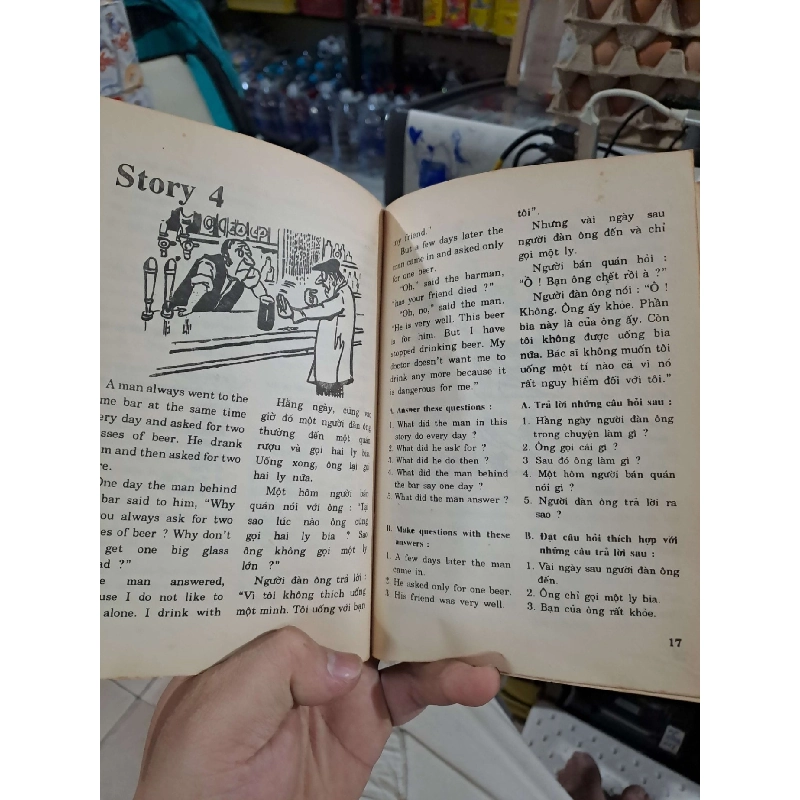 Story 4
A man always went to the
me bar at the same time
ery day and asked for two
sses of beer. He drank
m and then asked for two
re.
One day the man behind
bar said to him, "Why
ou always ask for two
es of beer ? Why don't
get one big glass
ad ?"
e man answered,
use I do not like to
alone. I drink with
Hằng ngày, cùng vào
giờ đó một người đàn ông
thường đến một quán
rượu và gọi hai ly bia.
Uống xong, ông lại gọi
hai ly nữa.
Một hôm người bán
quán nói với ông : "Tại
sao lúc nào ông cũng
gọi hai ly bia ? Sao
ông không gọi một ly
lớn ?"
Người đàn ông trả lời :
"Vì tôi không thích uống
một mình. Tôi uống với bạn
my friend."
But a few days later the
man came in and asked only
for one beer.
"Oh," said the barman,
"has your friend died ?"
"Oh, no," said the man.
"He is very well. This beer
is for him. But I have
stopped drinking beer. My
doctor doesn't want me to
drink any more because it
is dangerous for me."
A. Answer these questions :
1. What did the man in this
story do every day ?
2. What did he ask for ?
3. What did he do then ?
4. What did the man behind
the bar say one day ?
5. What did the man answer ?
B. Make questions with these
answers :
1. A few days later the man
came in.
2. He asked only for one beer.
3. His friend was very well.
tôi".
Nhưng vài ngày sau
người đàn ông đến và chỉ
gọi một ly.
Người bán quán hỏi :
"Ồ ! Bạn ông chết rồi à ?"
Người đàn ông nói : "Ồ !
Không. Ông ấy khỏe. Phần
bia này là của ông ấy. Còn
tôi không được uống bia
nữa. Bác sĩ không muốn tôi
uống một tí nào cả vì nó
rất nguy hiểm đối với tôi."
A. Trả lời những câu hỏi sau :
1. Hàng ngày người đàn ông
trong chuyện làm gì ?
2. Ông gọi cái gì ?
3. Sau đó ông làm gì ?
4. Một hôm người bán quán
nói gì ?
5. Người đàn ông trả lời ra
sao ?
B. Đặt câu hỏi thích hợp với
những câu trả lời sau :
1. Vài ngày sau người đàn ông
đến.
2. Ông chỉ gọi một ly bia.
3. Bạn của ông rất khỏe.
17